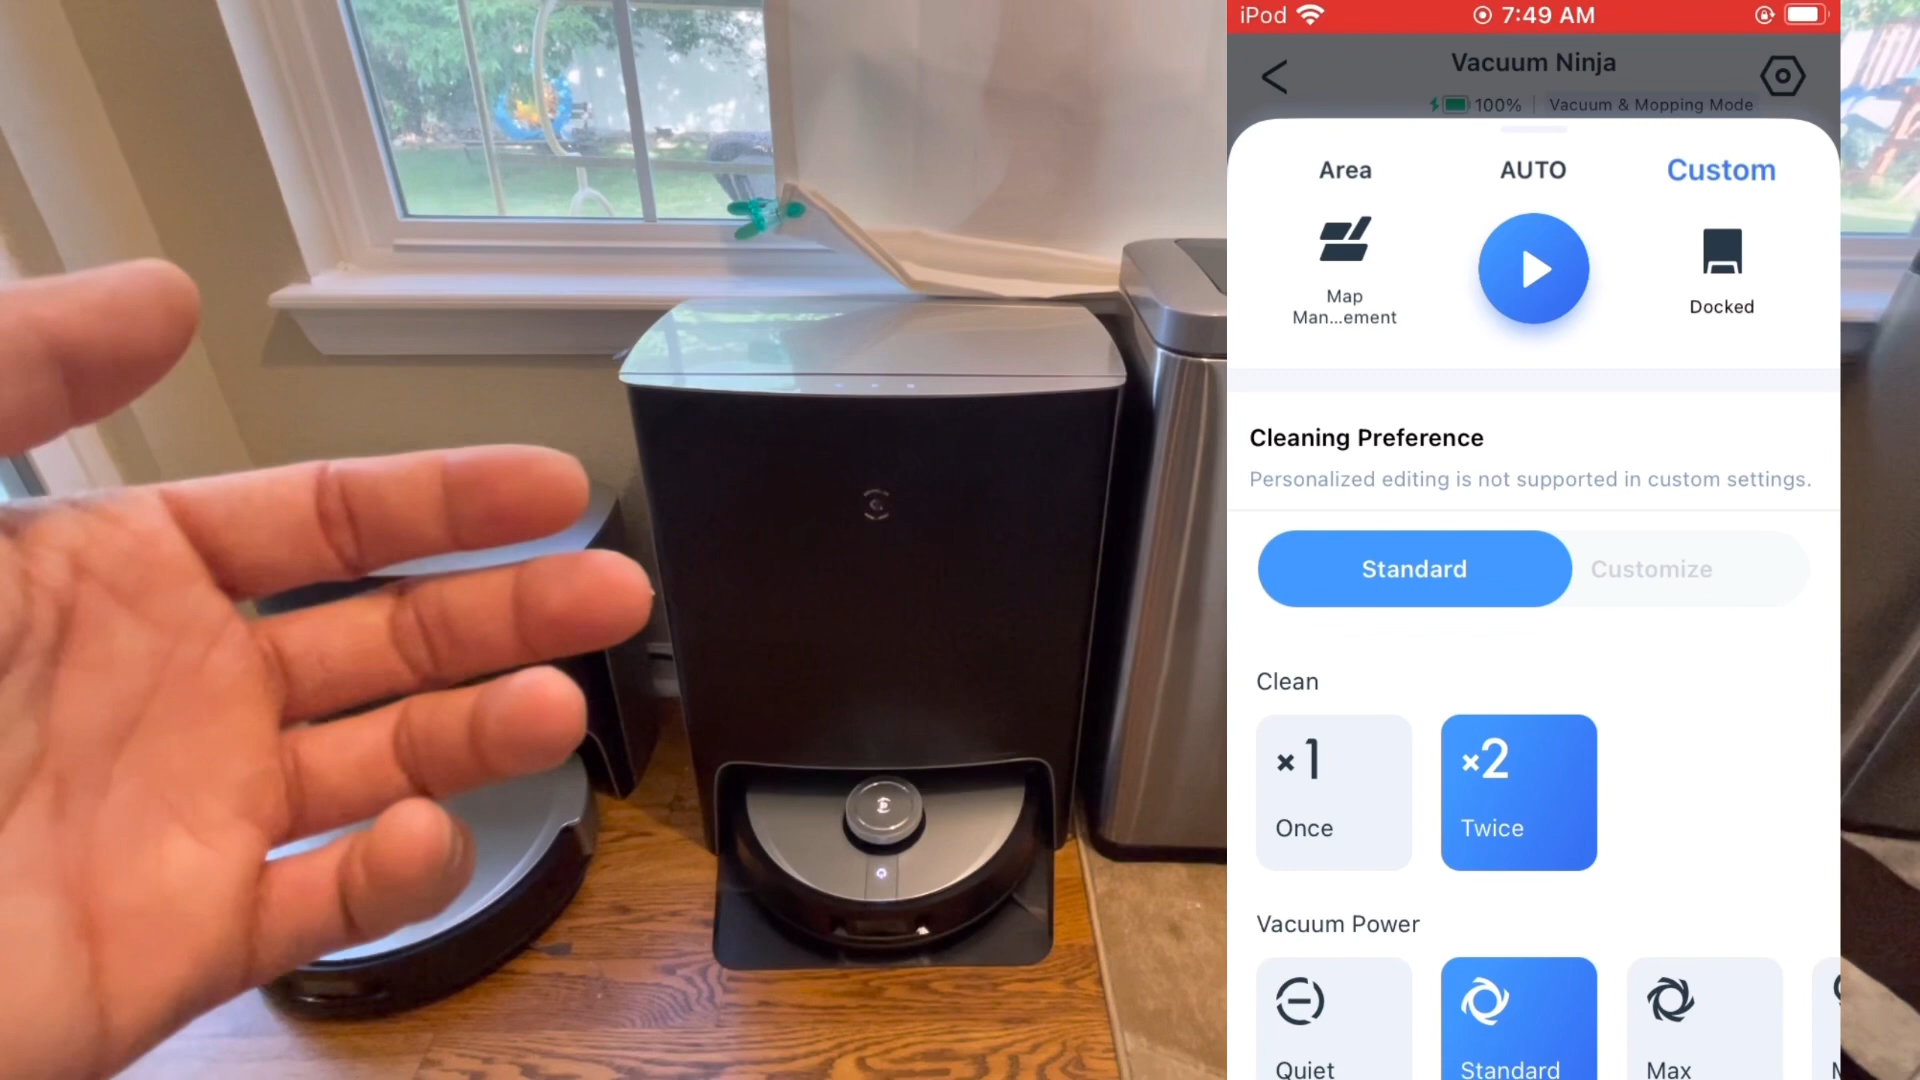 iPod 7:49 AM
Vacuum Ninja
100% Vacuum & Mopping Mode
Area AUTO Custom
Map
Man...ement
Docked
Cleaning Preference
Personalized editing is not supported in custom settings.
Standard Customize
Clean
×1 ×2
Once Twice
Vacuum Power
Quiet Standard Max